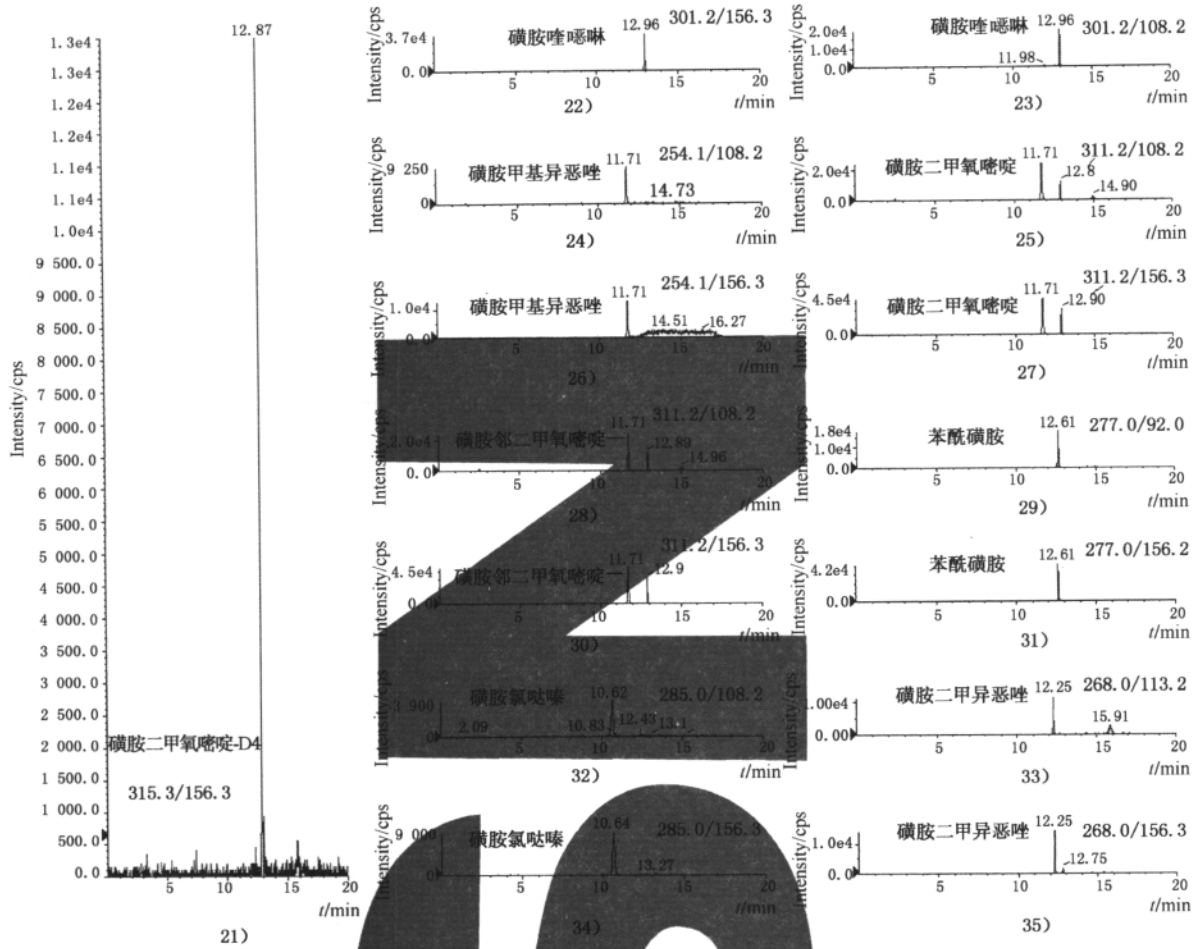 12.87
Intensity/cps
1.3e4
1.3e4
1.2e4
1.2e4
1.1e4
1.1e4
1.0e4
9 500.0
9 000.0
8 500.0
8 000.0
7 500.0
7 000.0
6 500.0
6 000.0
5 500.0
5 000.0
4 500.0
4 000.0
3 500.0
3 000.0
2 500.0
2 000.0
1 500.0
1 000.0
500.0
0.0
磺胺二甲氧嘧啶-D4
315.3/156.3
5 10 15 20
t/min
21)
Intensity/cps
3.7e4
0.0
磺胺喹噁啉
12.96
301.2/156.3
5 10 15 20
t/min
22)
Intensity/cps
2.0e4
1.0e4
0.0
磺胺喹噁啉
11.98
12.96
301.2/108.2
5 10 15 20
t/min
23)
Intensity/cps
9 250
0
磺胺甲基异恶唑
11.71
14.73
254.1/108.2
5 10 15 20
t/min
24)
Intensity/cps
2.0e4
0.0
磺胺二甲氧嘧啶
11.71
12.8
14.90
311.2/108.2
5 10 15 20
t/min
25)
Intensity/cps
1.0e4
0.0
磺胺甲基异恶唑
11.71
14.51
16.27
254.1/156.3
5 10 15 20
t/min
26)
Intensity/cps
4.5e4
0.0
磺胺二甲氧嘧啶
11.71
12.90
311.2/156.3
5 10 15 20
t/min
27)
Intensity/cps
2.0e4
0.0
磺胺邻二甲氧嘧啶
11.71
12.89
14.96
311.2/108.2
5 10 15 20
t/min
28)
Intensity/cps
1.8e4
1.0e4
0.0
苯酰磺胺
12.61
277.0/92.0
5 10 15 20
t/min
29)
Intensity/cps
4.5e4
0.0
磺胺邻二甲氧嘧啶
11.71
12.9
311.2/156.3
5 10 15 20
t/min
30)
Intensity/cps
4.2e4
0.0
苯酰磺胺
12.61
277.0/156.2
5 10 15 20
t/min
31)
Intensity/cps
3 900
0
磺胺氯哒嗪
2.09
10.62
10.83
12.43
13.1
285.0/108.2
5 10 15 20
t/min
32)
Intensity/cps
1.00e4
0.00
磺胺二甲异恶唑
12.25
15.91
268.0/113.2
5 10 15 20
t/min
33)
Intensity/cps
9 000
0.0
磺胺氯哒嗪
10.64
13.27
285.0/156.3
5 10 15 20
t/min
34)
Intensity/cps
1.0e4
0.0
磺胺二甲异恶唑
12.25
12.75
268.0/156.3
5 10 15 20
t/min
35)